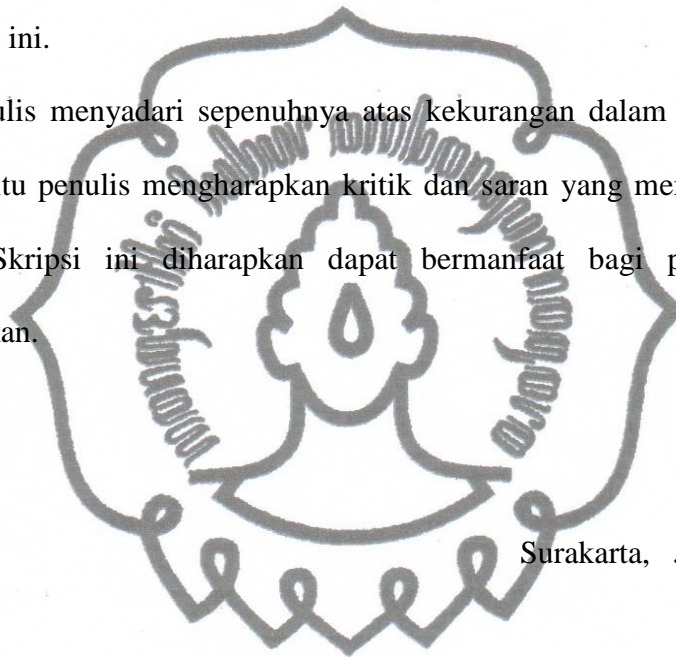 ini.
ulis menyadari sepenuhnya atas kekurangan dalam
itu penulis mengharapkan kritik dan saran yang me
Skripsi ini diharapkan dapat bermanfaat bagi p
an.
Surakarta, .